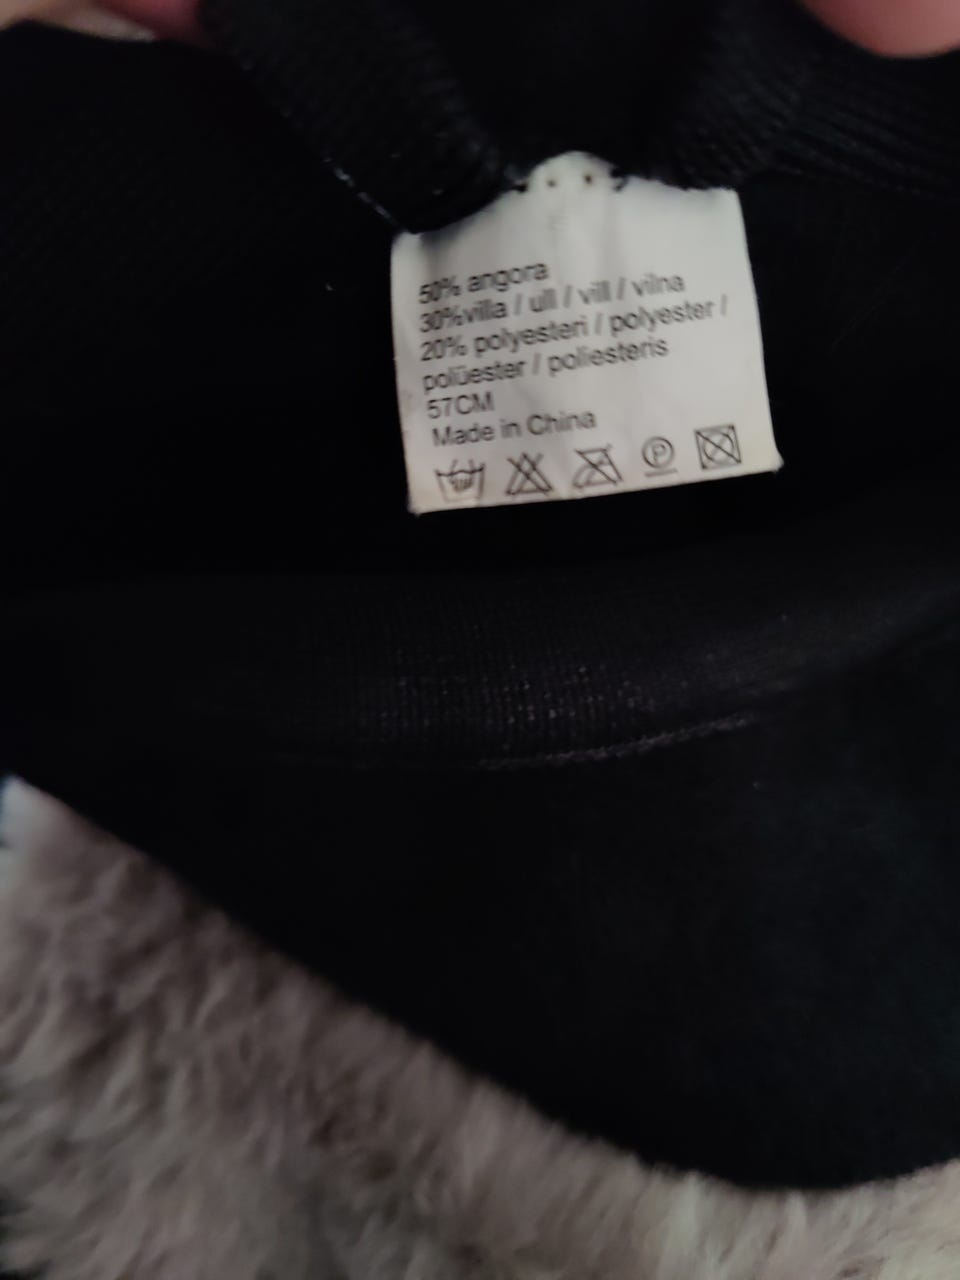 50% angora
30%villa / ull / vill / vilna
20% polyesteri / polyester /
polüester / poliesteris
57CM
Made in China
P